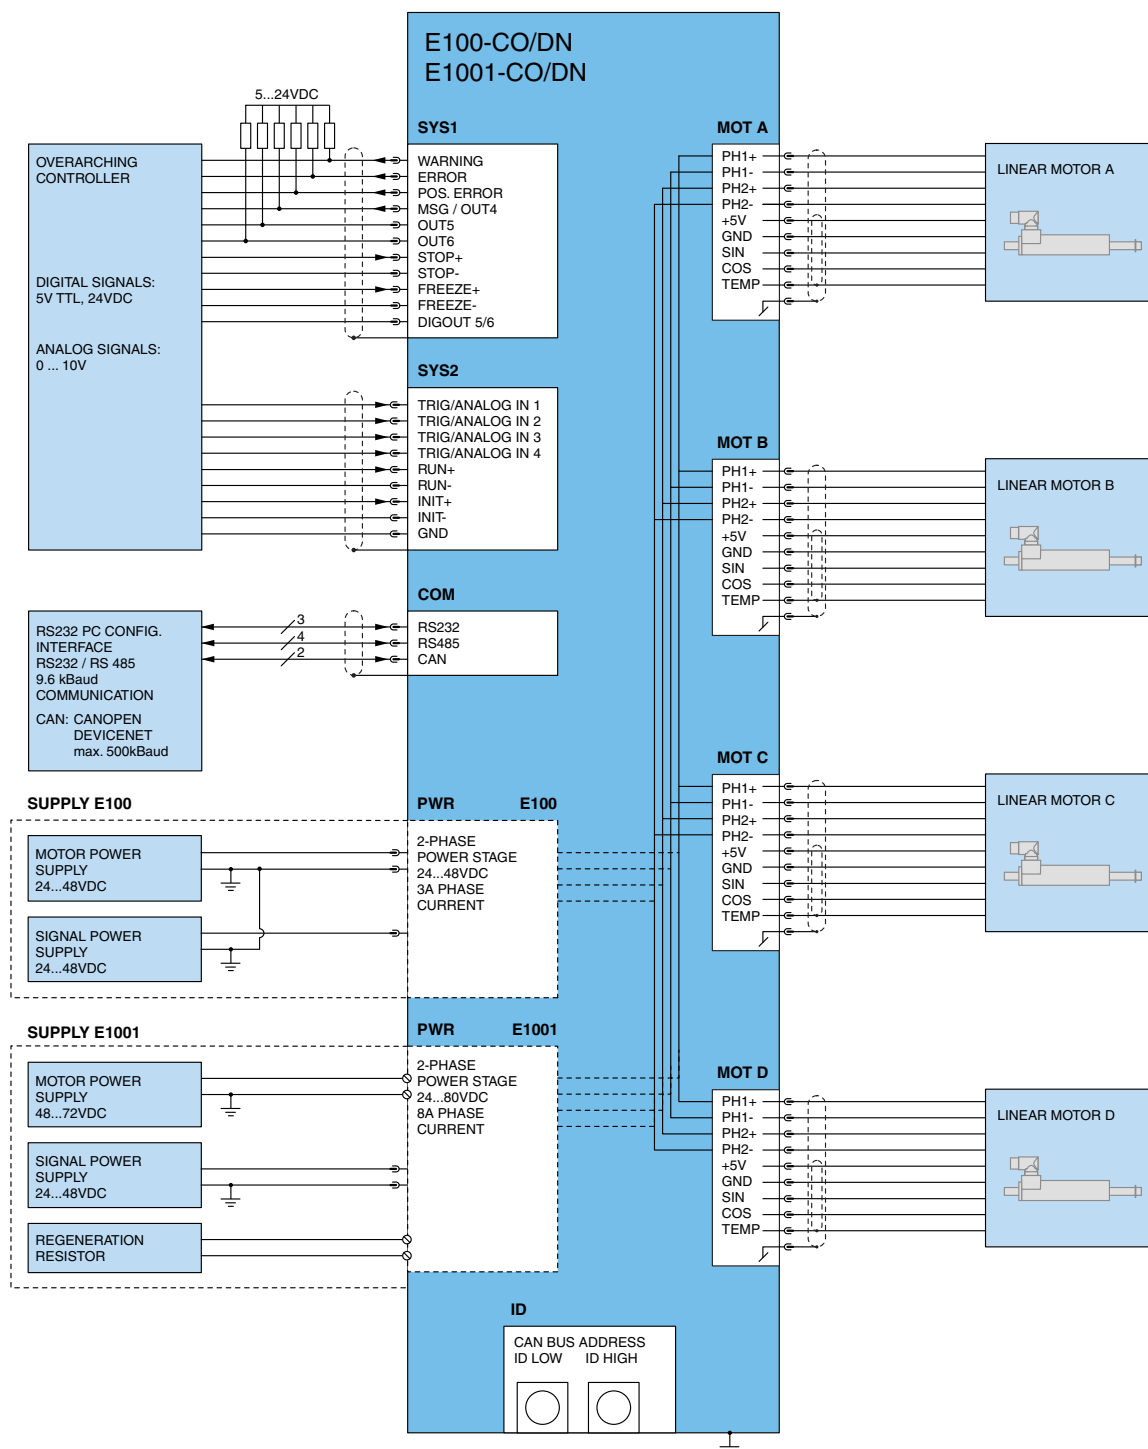 E100-CO/DN
E1001-CO/DN
5...24VDC
SYS1
OVERARCHING
CONTROLLER
DIGITAL SIGNALS:
5V TTL, 24VDC
ANALOG SIGNALS:
0 ... 10V
WARNING
ERROR
POS. ERROR
MSG / OUT4
OUT5
OUT6
STOP+
STOP-
FREEZE+
FREEZE-
DIGOUT 5/6
SYS2
TRIG/ANALOG IN 1
TRIG/ANALOG IN 2
TRIG/ANALOG IN 3
TRIG/ANALOG IN 4
RUN+
RUN-
INIT+
INIT-
GND
COM
RS232 PC CONFIG.
INTERFACE
RS232 / RS 485
9.6 kBaud
COMMUNICATION
CAN: CANOPEN
DEVICENET
max. 500kBaud
3
4
2
RS232
RS485
CAN
SUPPLY E100
MOTOR POWER
SUPPLY
24...48VDC
SIGNAL POWER
SUPPLY
24...48VDC
PWR E100
2-PHASE
POWER STAGE
24...48VDC
3A PHASE
CURRENT
SUPPLY E1001
MOTOR POWER
SUPPLY
48...72VDC
SIGNAL POWER
SUPPLY
24...48VDC
REGENERATION
RESISTOR
PWR E1001
2-PHASE
POWER STAGE
24...80VDC
8A PHASE
CURRENT
ID
CAN BUS ADDRESS
ID LOW ID HIGH
MOT A
PH1+
PH1-
PH2+
PH2-
+5V
GND
SIN
COS
TEMP
LINEAR MOTOR A
MOT B
PH1+
PH1-
PH2+
PH2-
+5V
GND
SIN
COS
TEMP
LINEAR MOTOR B
MOT C
PH1+
PH1-
PH2+
PH2-
+5V
GND
SIN
COS
TEMP
LINEAR MOTOR C
MOT D
PH1+
PH1-
PH2+
PH2-
+5V
GND
SIN
COS
TEMP
LINEAR MOTOR D